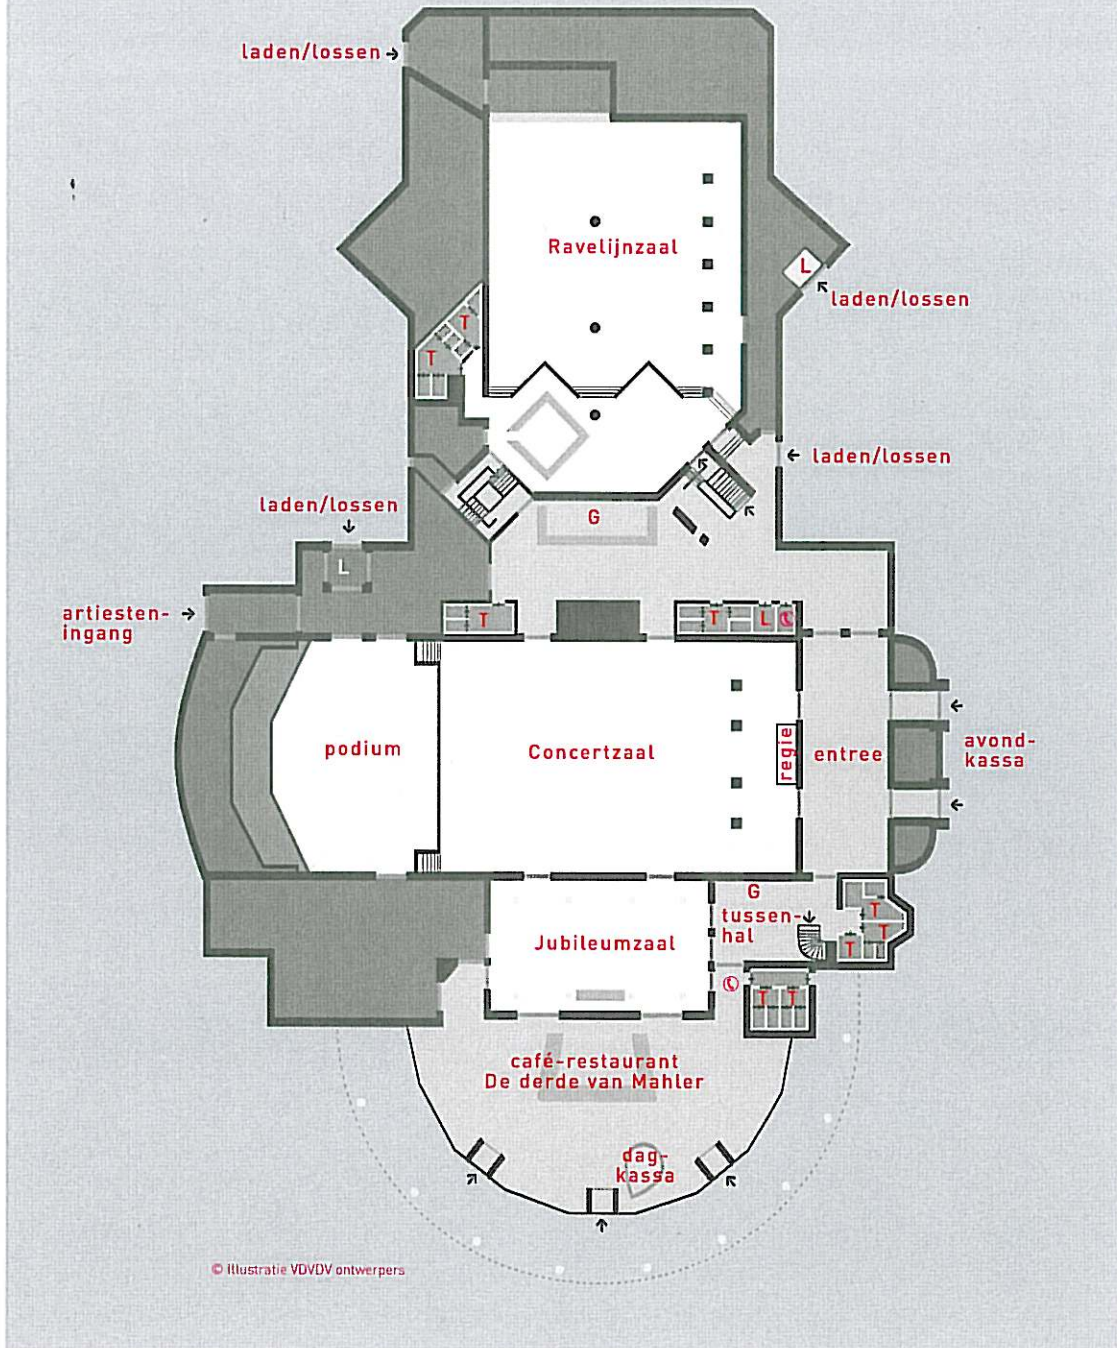 laden/lossen
Ravelijnzaal
L
laden/lossen
T
T
laden/lossen
laden/lossen
G
L
artiesten-
ingang
T
T
L
podium
Concertzaal
regie
entree
avond-
kassa
G
tussen-
hal
T
T
T
Jubileumzaal
T
T
café-restaurant
De derde van Mahler
dag-
kassa
© Illustratie VDVDV ontwerpers